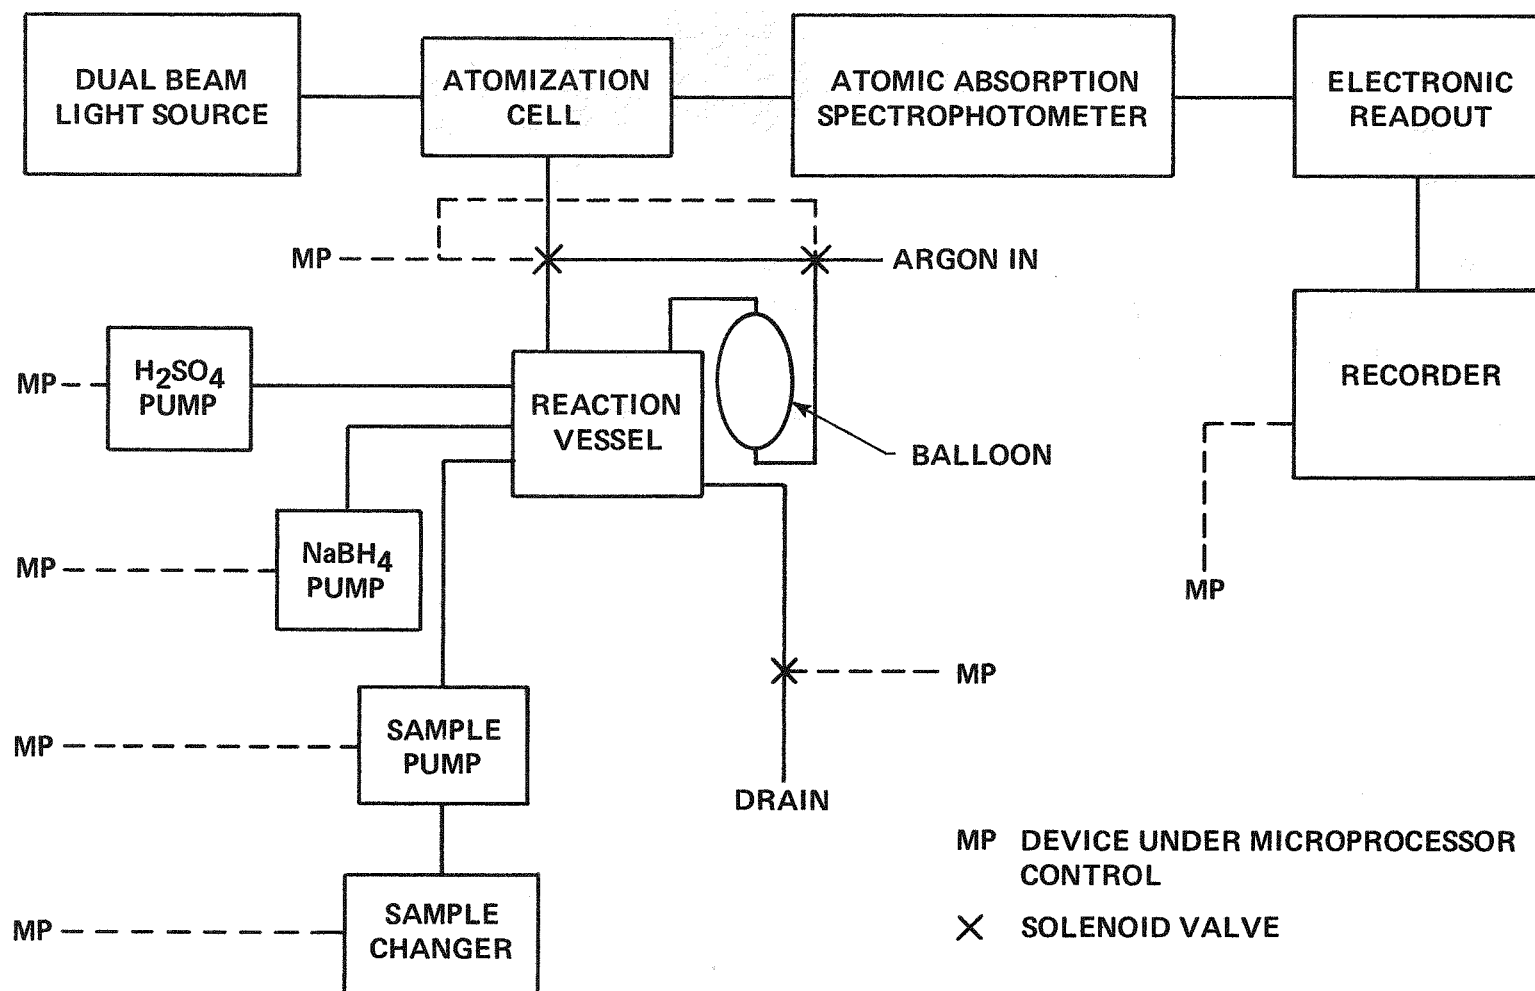 DUAL BEAM
LIGHT SOURCE
ATOMIZATION
CELL
ATOMIC ABSORPTION
SPECTROPHOTOMETER
ELECTRONIC
READOUT
MP
ARGON IN
MP
H2SO4
PUMP
REACTION
VESSEL
BALLOON
RECORDER
MP
NaBH4
PUMP
MP
MP
MP
SAMPLE
PUMP
DRAIN
MP
SAMPLE
CHANGER
MP DEVICE UNDER MICROPROCESSOR
CONTROL
X SOLENOID VALVE